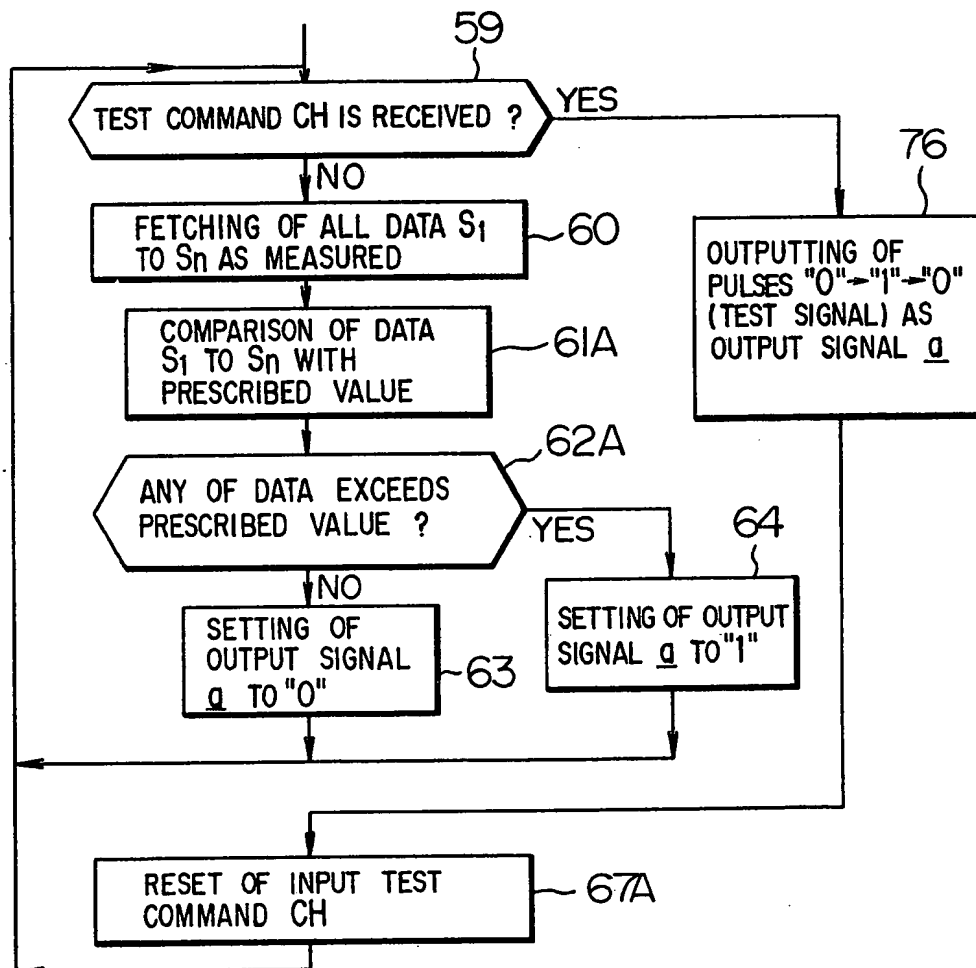 59
TEST COMMAND CH IS RECEIVED ?
YES
NO
76
FETCHING OF ALL DATA S1
TO Sn AS MEASURED
60
OUTPUTTING OF
PULSES "0"→"1"→"0"
(TEST SIGNAL) AS
OUTPUT SIGNAL a
COMPARISON OF DATA
S1 TO Sn WITH
PRESCRIBED VALUE
61A
62A
ANY OF DATA EXCEEDS
PRESCRIBED VALUE ?
YES
NO
64
SETTING OF OUTPUT
SIGNAL a TO "1"
SETTING OF
OUTPUT SIGNAL
a TO "0"
63
RESET OF INPUT TEST
COMMAND CH
67A